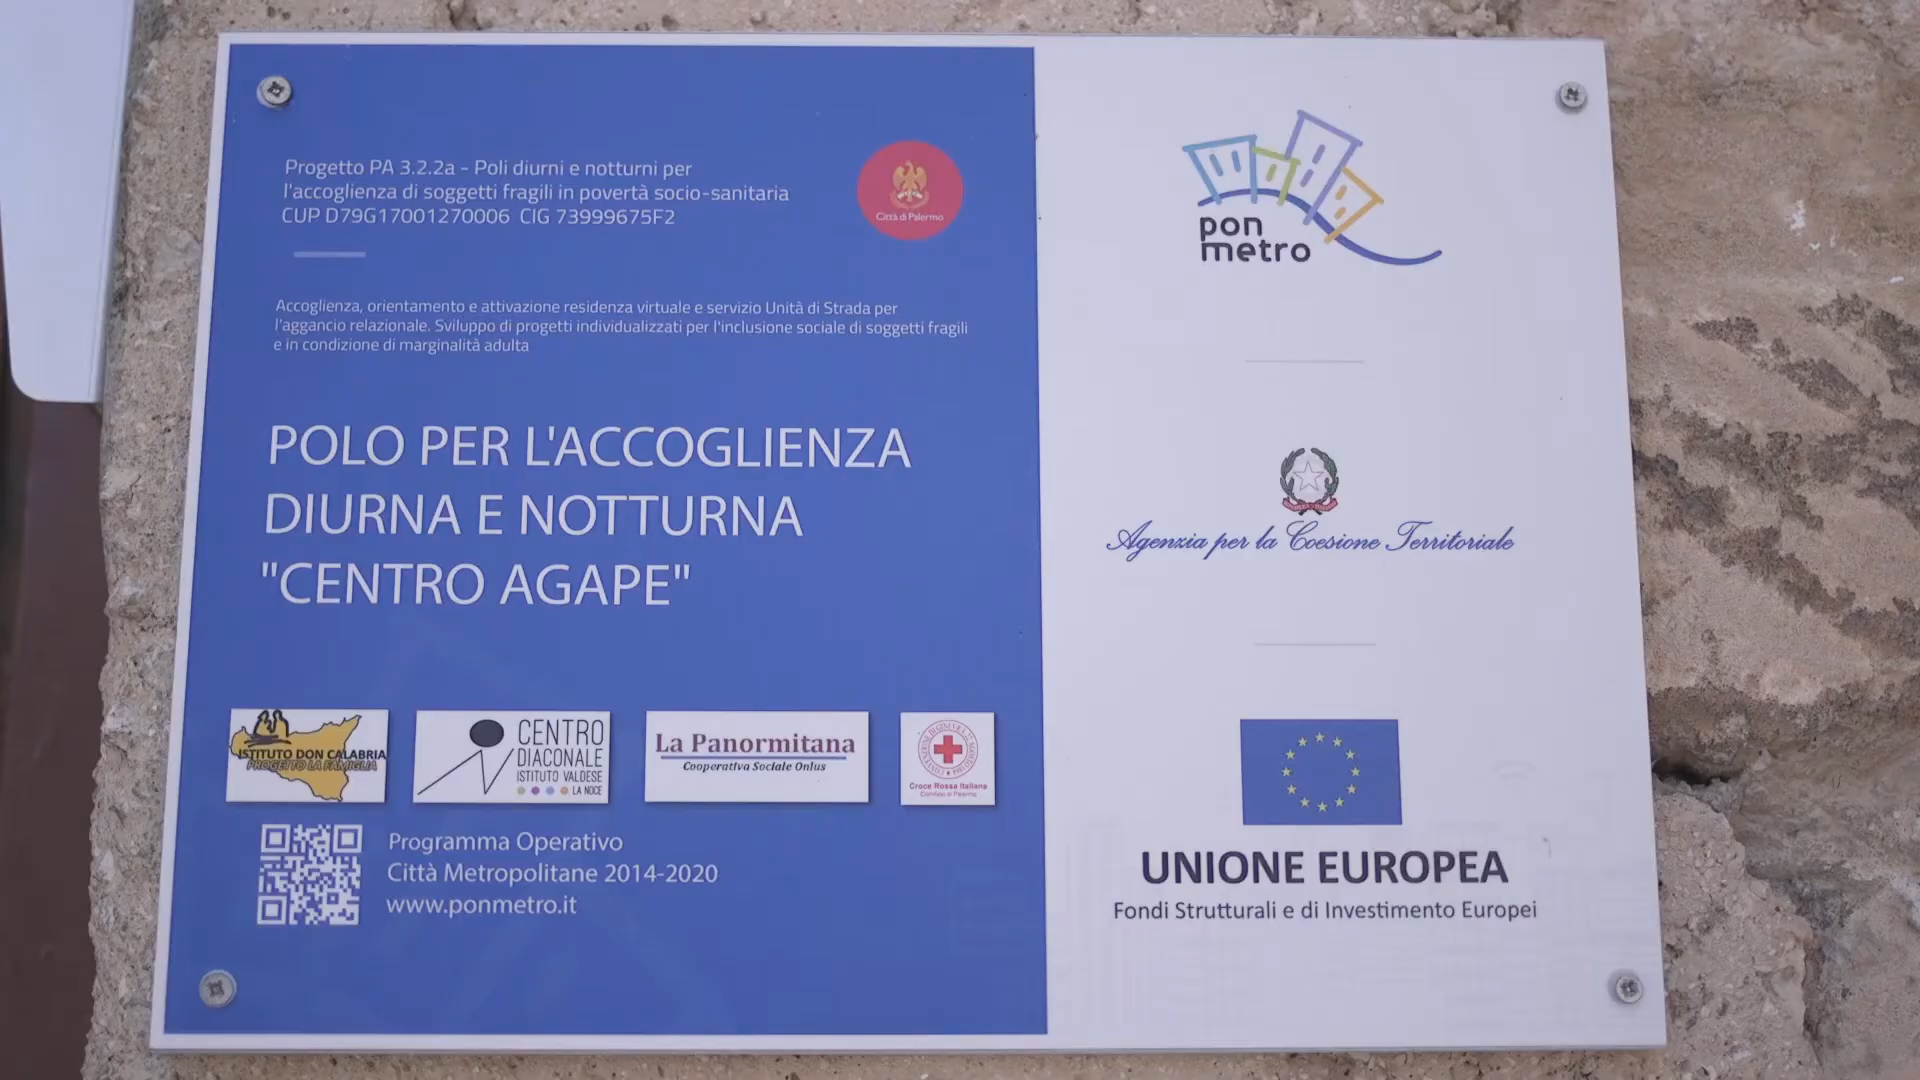 Progetto PA 3.2.2a - Poli diurni e notturni per
l'accoglienza di soggetti fragili in povertà socio-sanitaria
CUP D79G17001270006 CIG 73999675F2
Città di Palermo
Accoglienza, orientamento e attivazione residenza virtuale e servizio Unità di Strada per
l'aggancio relazionale. Sviluppo di progetti individualizzati per l'inclusione sociale di soggetti fragili
e in condizione di marginalità adulta
POLO PER L'ACCOGLIENZA
DIURNA E NOTTURNA
"CENTRO AGAPE"
ISTITUTO DON CALABRIA
PROGETTO LA FAMIGLIA
CENTRO
DIACONALE
ISTITUTO VALDESE
LA NOCE
La Panormitana
Cooperativa Sociale Onlus
Croce Rossa Italiana
Comitato di Palermo
Programma Operativo
Città Metropolitane 2014-2020
www.ponmetro.it
pon
metro
Agenzia per la Coesione Territoriale
UNIONE EUROPEA
Fondi Strutturali e di Investimento Europei